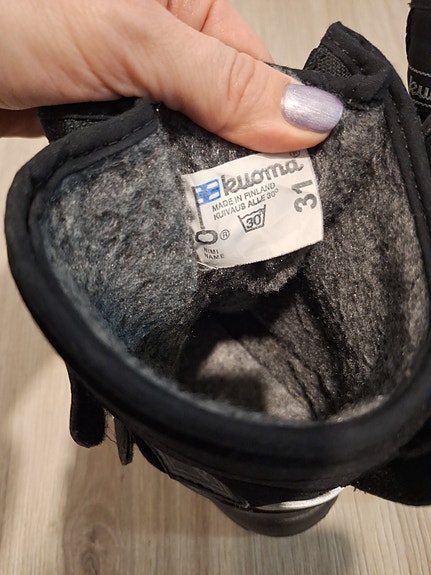 kuoma
MADE IN FINLAND
KUIVAUS ALLE 30°
30°
31
NIMI
NAME